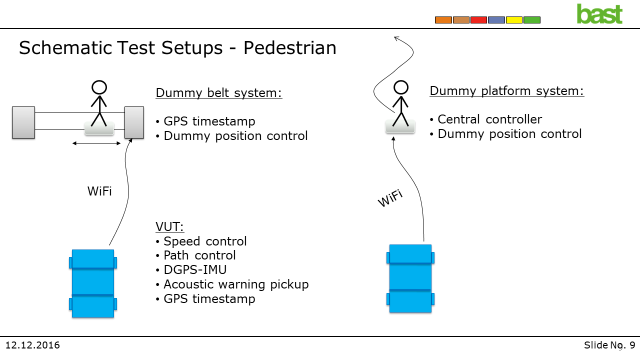 bast
Schematic Test Setups - Pedestrian
Dummy belt system:
• GPS timestamp
• Dummy position control
WiFi
VUT:
• Speed control
• Path control
• DGPS-IMU
• Acoustic warning pickup
• GPS timestamp
Dummy platform system:
• Central controller
• Dummy position control
WiFi
12.12.2016
Slide No. 9